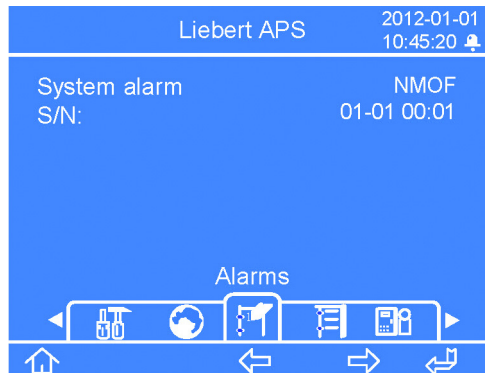 Liebert APS
2012-01-01
10:45:20
System alarm NMOF
S/N: 01-01 00:01
Alarms